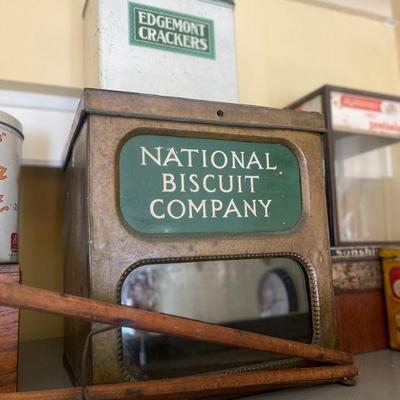 EDGEMONT
CRACKERS
NATIONAL
BISCUIT
COMPANY